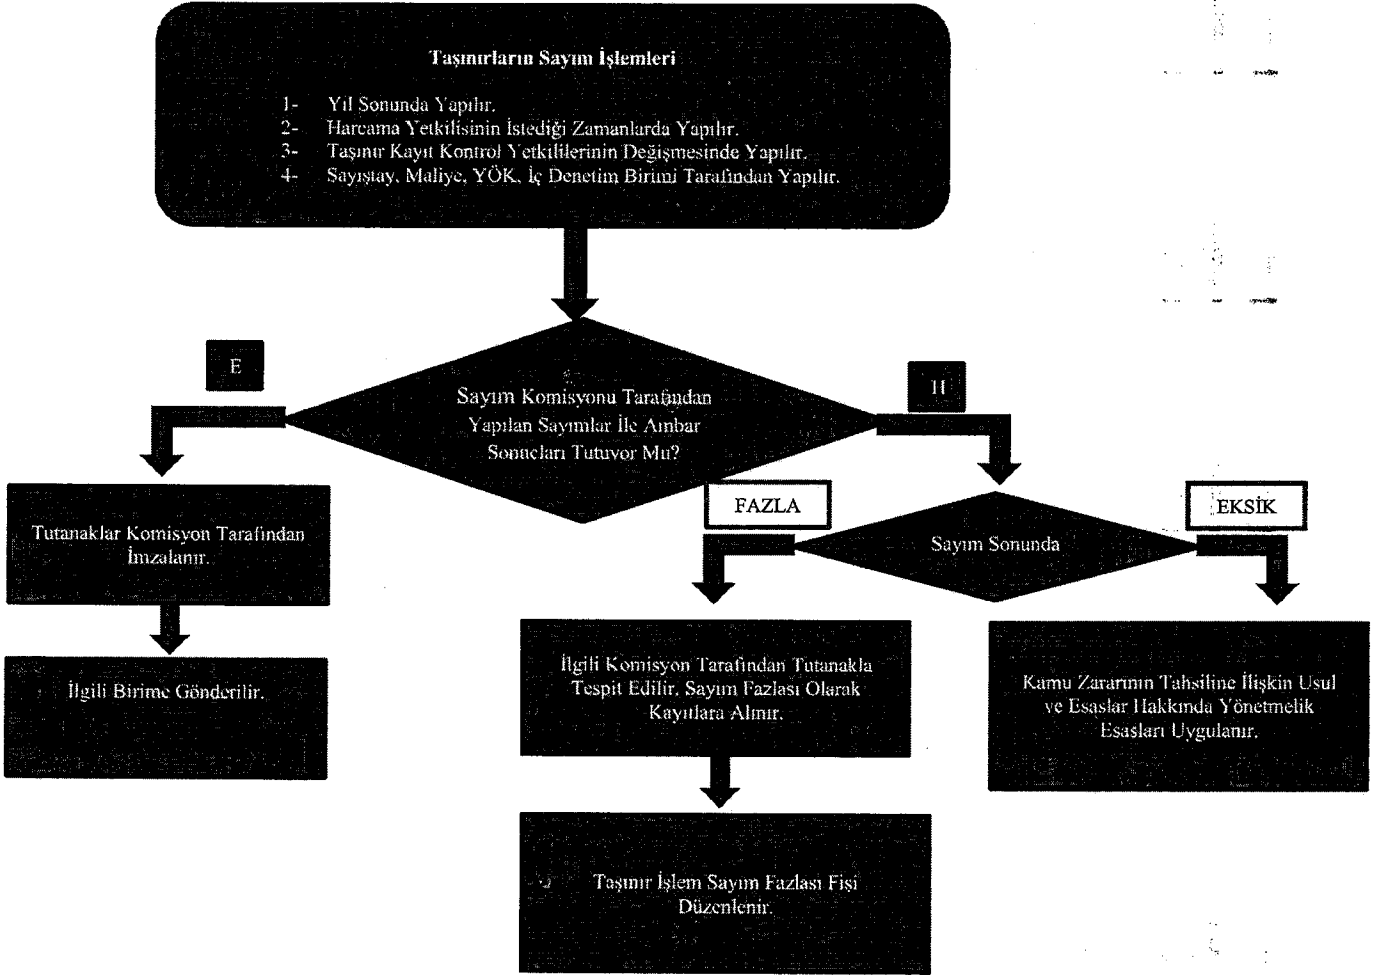 Taşınırların Sayım İşlemleri
1- Yıl Sonunda Yapılır.
2- Harcama Yetkilisinin İstediği Zamanlarda Yapılır.
3- Taşınır Kayıt Kontrol Yetkililerinin Değişmesinde Yapılır.
4- Sayıştay, Maliye, YÖK, İç Denetim Birimi Tarafından Yapılır.
E
H
Sayım Komisyonu Tarafından
Yapılan Sayımlar İle Ambar
Sonuçları Tutuyor Mu?
FAZLA
EKSİK
Tutanaklar Komisyon Tarafından
İmzalanır.
Sayım Sonunda
İlgili Birime Gönderilir.
İlgili Komisyon Tarafından Tutanakla
Tespit Edilir, Sayım Fazlası Olarak
Kayıtlara Alınır.
Kamu Zararının Tahsiline İlişkin Usul
ve Esaslar Hakkında Yönetmelik
Esasları Uygulanır.
Taşınır İşlem Sayım Fazlası Fişi
Düzenlenir.